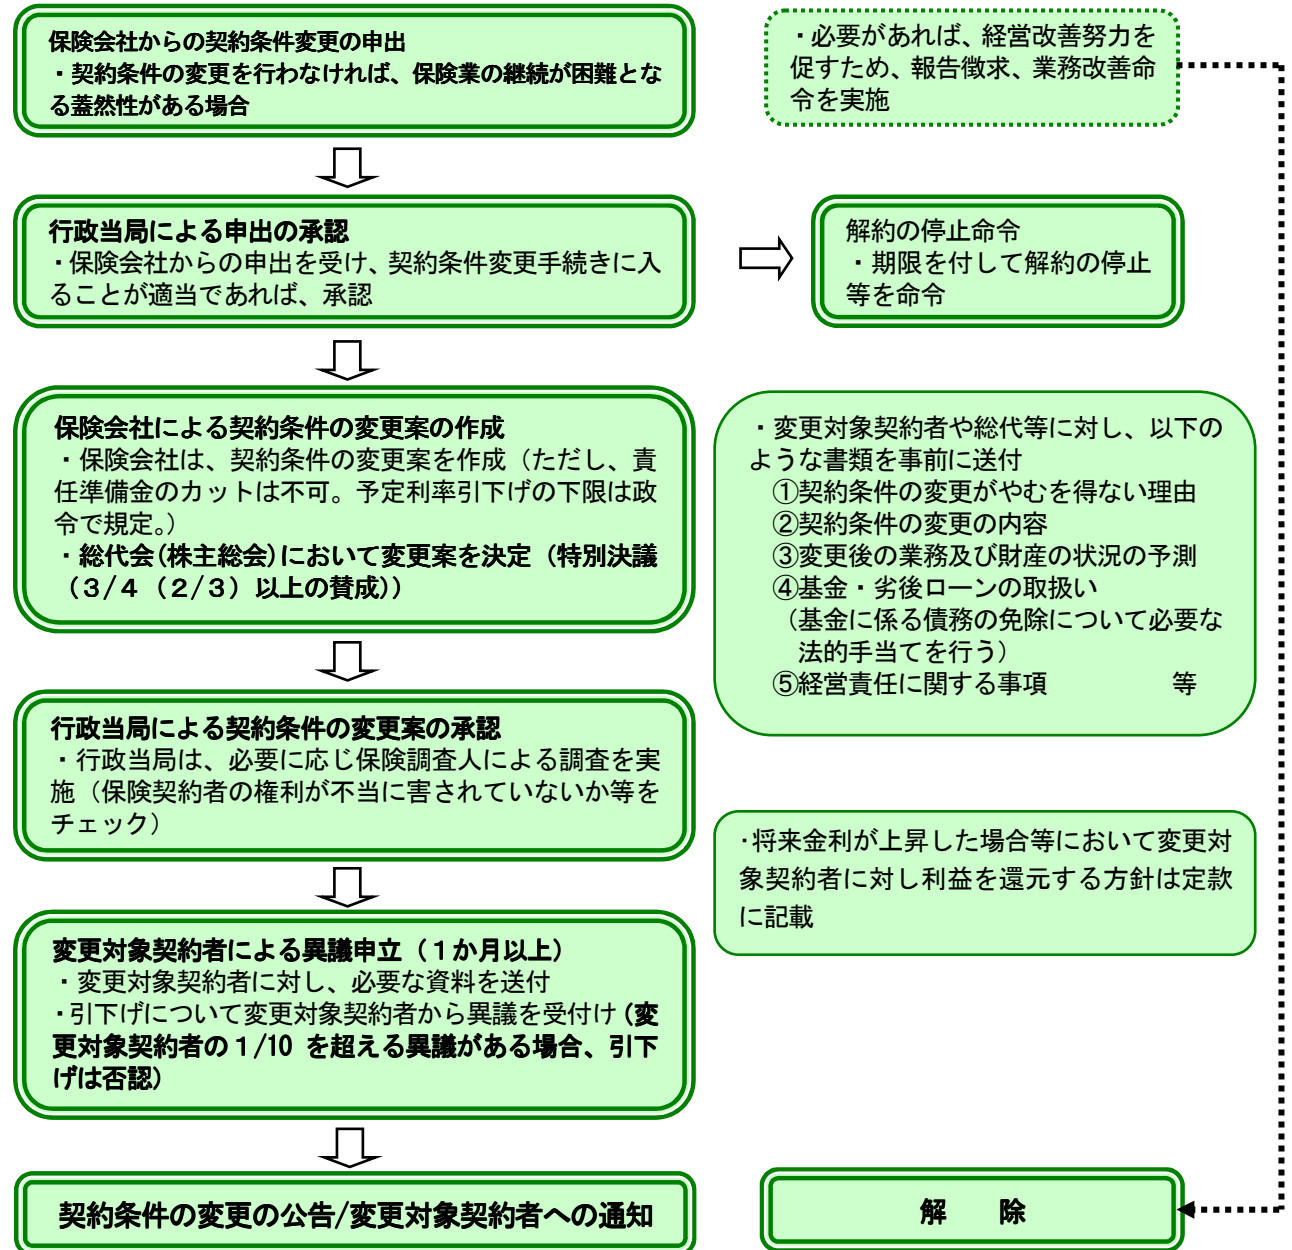 保険会社からの契約条件変更の申出
・契約条件の変更を行わなければ、保険業の継続が困難とな
る蓋然性がある場合
・必要があれば、経営改善努力を
促すため、報告徴求、業務改善命
令を実施
行政当局による申出の承認
・保険会社からの申出を受け、契約条件変更手続きに入
ることが適当であれば、承認
解約の停止命令
・期限を付して解約の停止
等を命令
保険会社による契約条件の変更案の作成
・保険会社は、契約条件の変更案を作成（ただし、責
任準備金のカットは不可。予定利率引下げの下限は政
令で規定。）
・総代会(株主総会)において変更案を決定（特別決議
（３/４（２/３）以上の賛成））
・変更対象契約者や総代等に対し、以下の
ような書類を事前に送付
①契約条件の変更がやむを得ない理由
②契約条件の変更の内容
③変更後の業務及び財産の状況の予測
④基金・劣後ローンの取扱い
（基金に係る債務の免除について必要な
法的手当てを行う）
⑤経営責任に関する事項　　　　　等
行政当局による契約条件の変更案の承認
・行政当局は、必要に応じ保険調査人による調査を実
施（保険契約者の権利が不当に害されていないか等を
チェック）
・将来金利が上昇した場合等において変更対
象契約者に対し利益を還元する方針は定款
に記載
変更対象契約者による異議申立（１か月以上）
・変更対象契約者に対し、必要な資料を送付
・引下げについて変更対象契約者から異議を受付け（変
更対象契約者の１/10 を超える異議がある場合、引下
げは否認）
契約条件の変更の公告/変更対象契約者への通知
解　　除